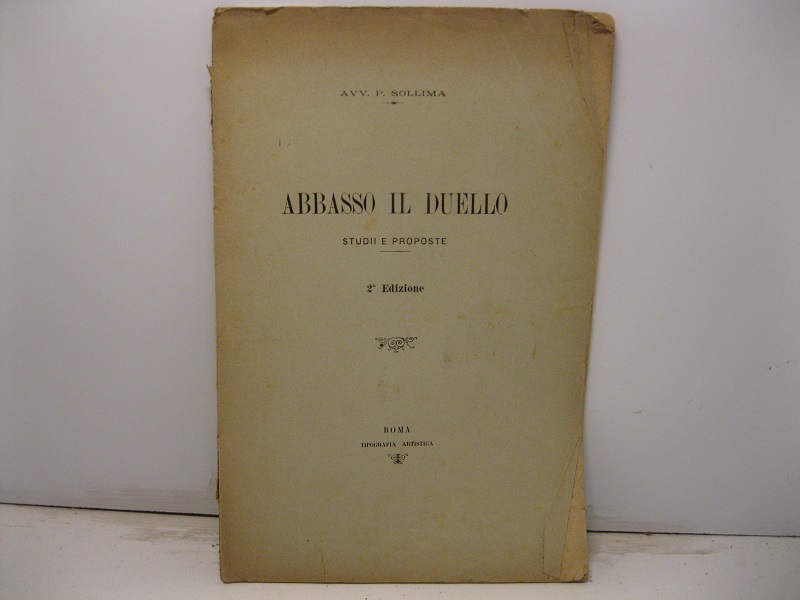 AVV. P. SOLLIMA
ABBASSO IL DUELLO
STUDII E PROPOSTE
2ª Edizione
ROMA
TIPOGRAFIA ARTISTICA